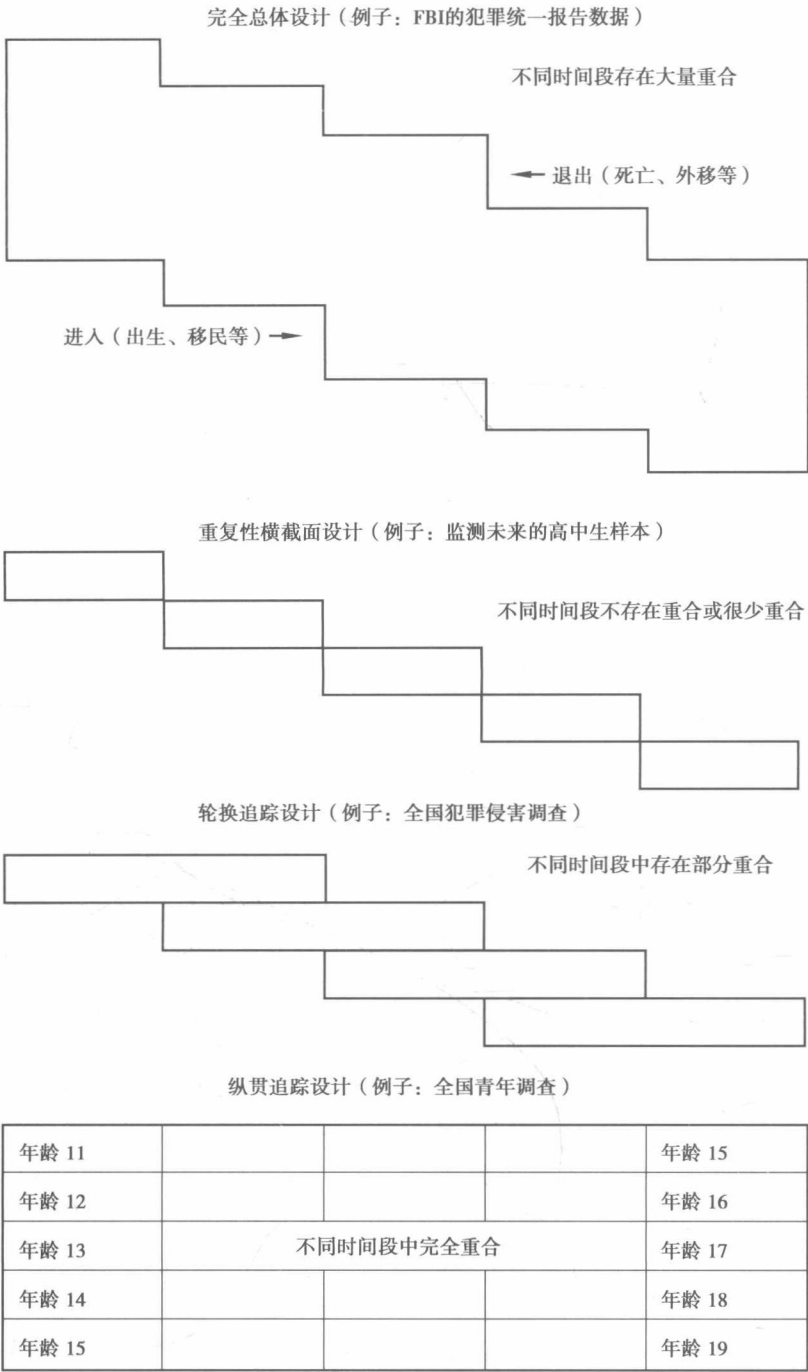 完全总体设计（例子：FBI的犯罪统一报告数据）
不同时间段存在大量重合
退出（死亡、外移等）
进入（出生、移民等）
重复性横截面设计（例子：监测未来的高中生样本）
不同时间段不存在重合或很少重合
轮换追踪设计（例子：全国犯罪侵害调查）
不同时间段中存在部分重合
纵贯追踪设计（例子：全国青年调查）
年龄 11 年龄 15
年龄 12 年龄 16
年龄 13 不同时间段中完全重合 年龄 17
年龄 14 年龄 18
年龄 15 年龄 19